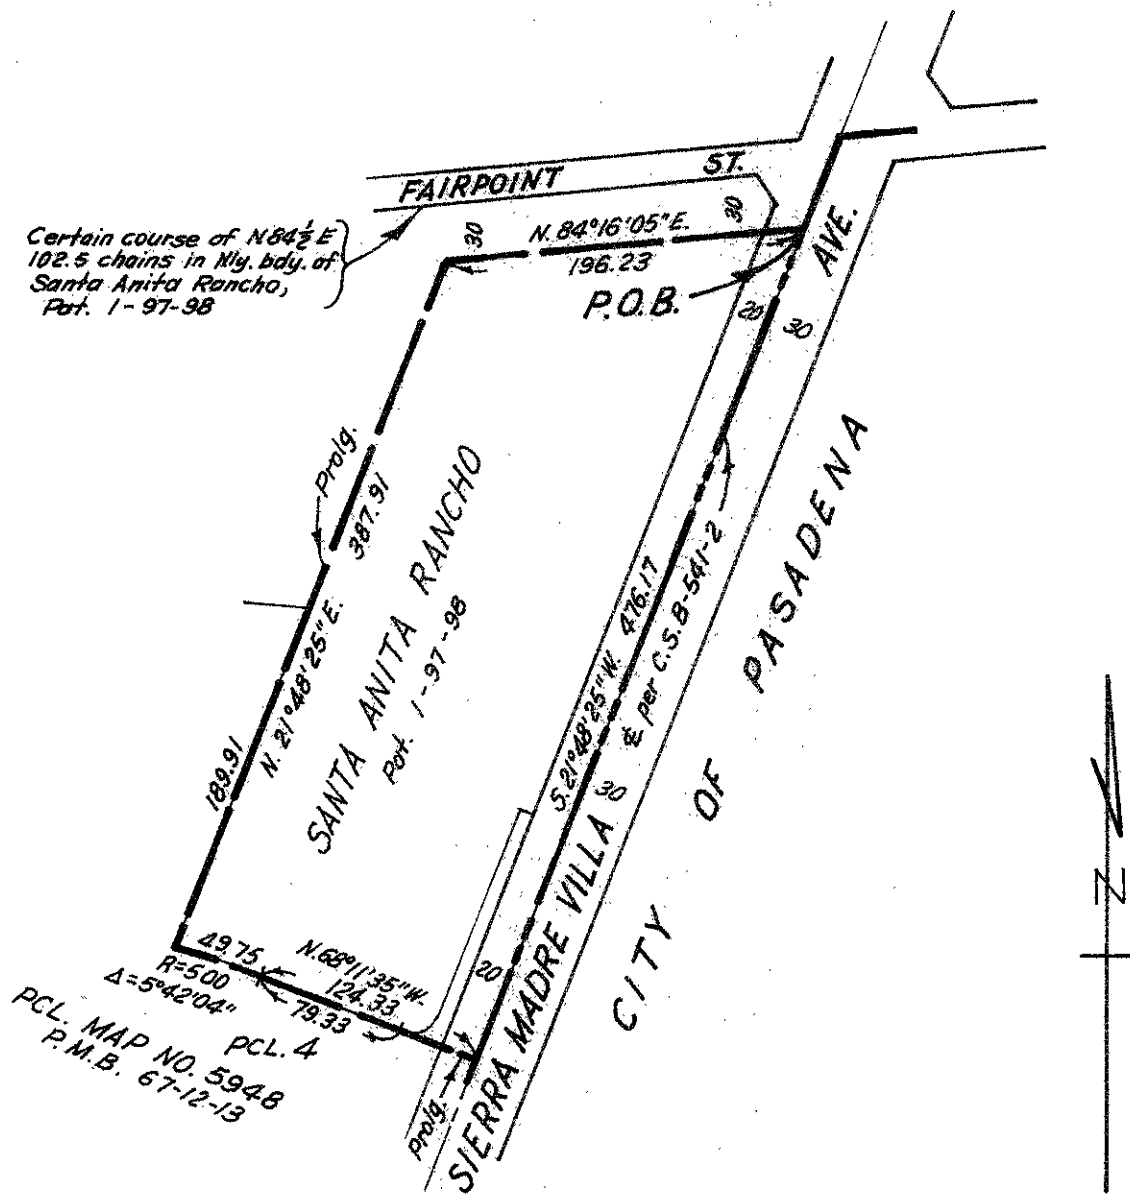 FAIRPOINT ST.
Certain course of N.84½ E
102.5 chains in Nly. bdy. of
Santa Anita Rancho,
Pat. 1-97-98
30
30
N. 84°16'05" E.
196.23
P.O.B.
AVE.
20
30
Prolg.
387.91
SANTA ANITA RANCHO
Pat. 1-97-98
N. 21°48'25" E.
189.91
S. 21°48'25" W. 476.17
℄ per C.S.B-541-2
30
CITY OF PASADENA
SIERRA MADRE VILLA
20
49.75
R=500
Δ=5°42'04"
N.68°11'35"W.
124.33
79.33
PCL. 4
PCL. MAP NO. 5948
P.M.B. 67-12-13
Prolg.
N